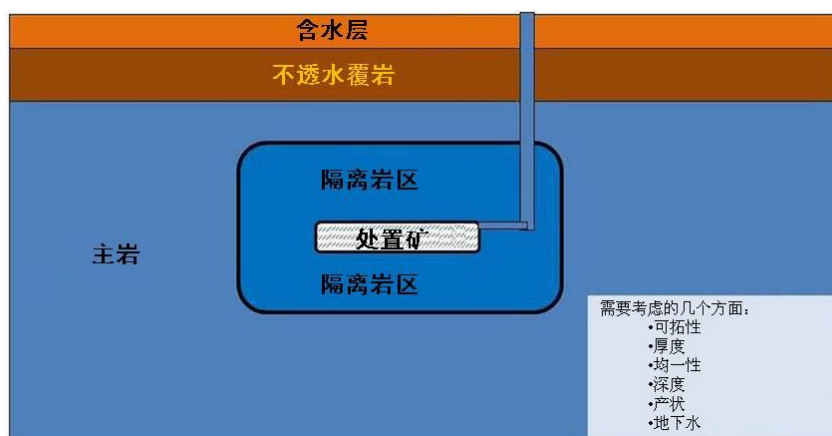 含水层
不透水覆岩
隔离岩区
处置矿
主岩
隔离岩区
需要考虑的几个方面：
•可拓性
•厚度
•均一性
•深度
•产状
•地下水